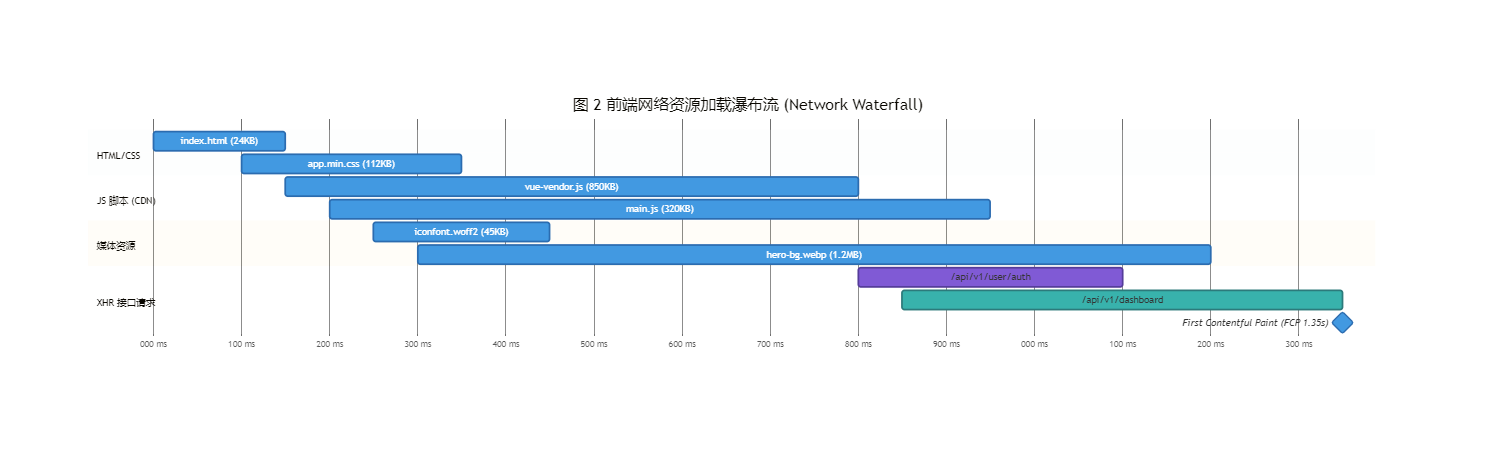 图 2 前端网络资源加载瀑布流 (Network Waterfall)
HTML/CSS
index.html (24KB)
app.min.css (112KB)
JS 脚本 (CDN)
vue-vendor.js (850KB)
main.js (320KB)
媒体资源
iconfont.woff2 (45KB)
hero-bg.webp (1.2MB)
XHR 接口请求
/api/v1/user/auth
/api/v1/dashboard
First Contentful Paint (FCP 1.35s)
000 ms 100 ms 200 ms 300 ms 400 ms 500 ms 600 ms 700 ms 800 ms 900 ms 000 ms 100 ms 200 ms 300 ms